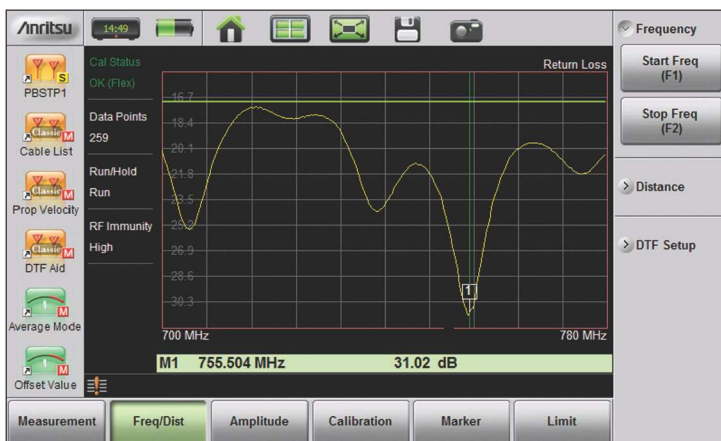 Anritsu
14:49
Frequency
Start Freq
(F1)
Stop Freq
(F2)
Distance
DTF Setup
S
PBSTP1
Classic M
Cable List
Classic M
Prop Velocity
Classic M
DTF Aid
M
Average Mode
M
Offset Value
Cal Status
OK (Flex)
Data Points
259
Run/Hold
Run
RF Immunity
High
Return Loss
16.7
18.4
20.1
21.8
23.5
25.2
26.9
28.6
30.3
1
700 MHz
780 MHz
M1 755.504 MHz 31.02 dB
Measurement
Freq/Dist
Amplitude
Calibration
Marker
Limit